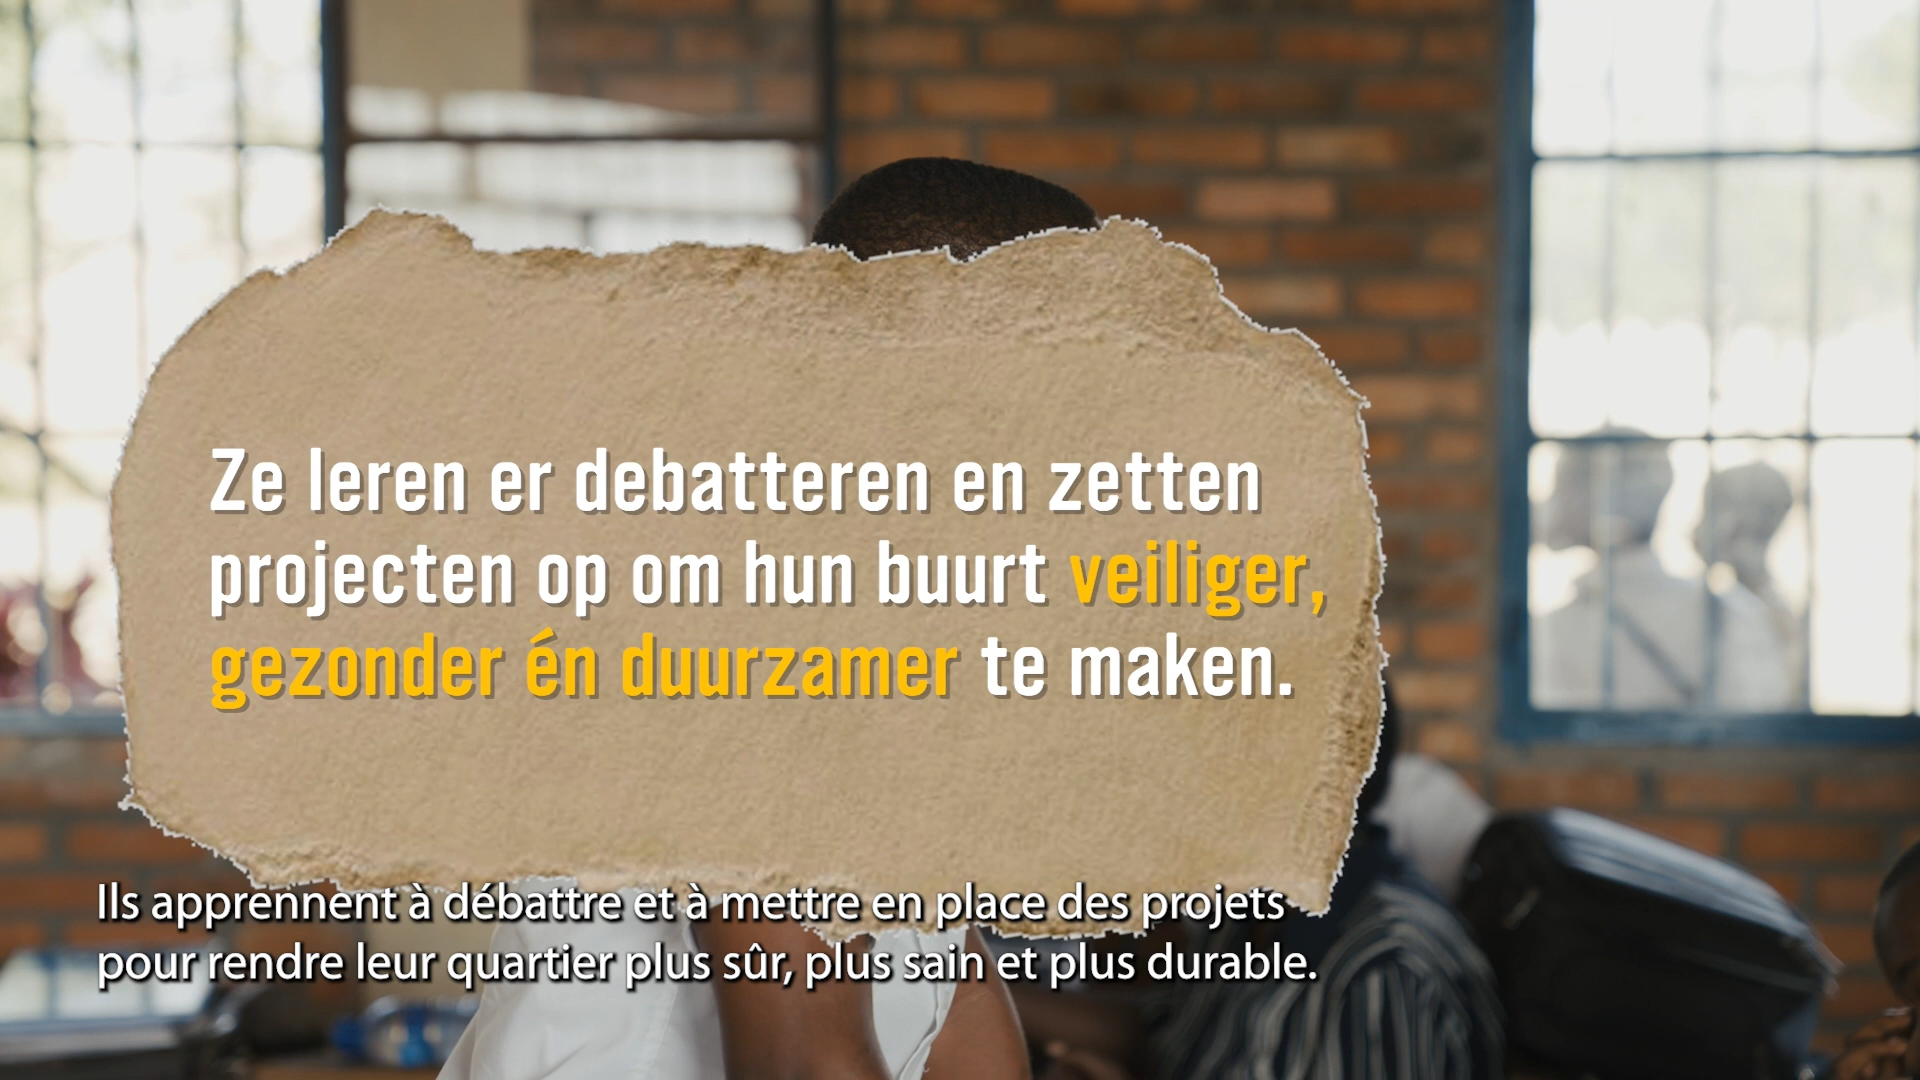 Ze leren er debatteren en zetten
projecten op om hun buurt veiliger,
gezonder én duurzamer te maken.
Ils apprennent à débattre et à mettre en place des projets
pour rendre leur quartier plus sûr, plus sain et plus durable.